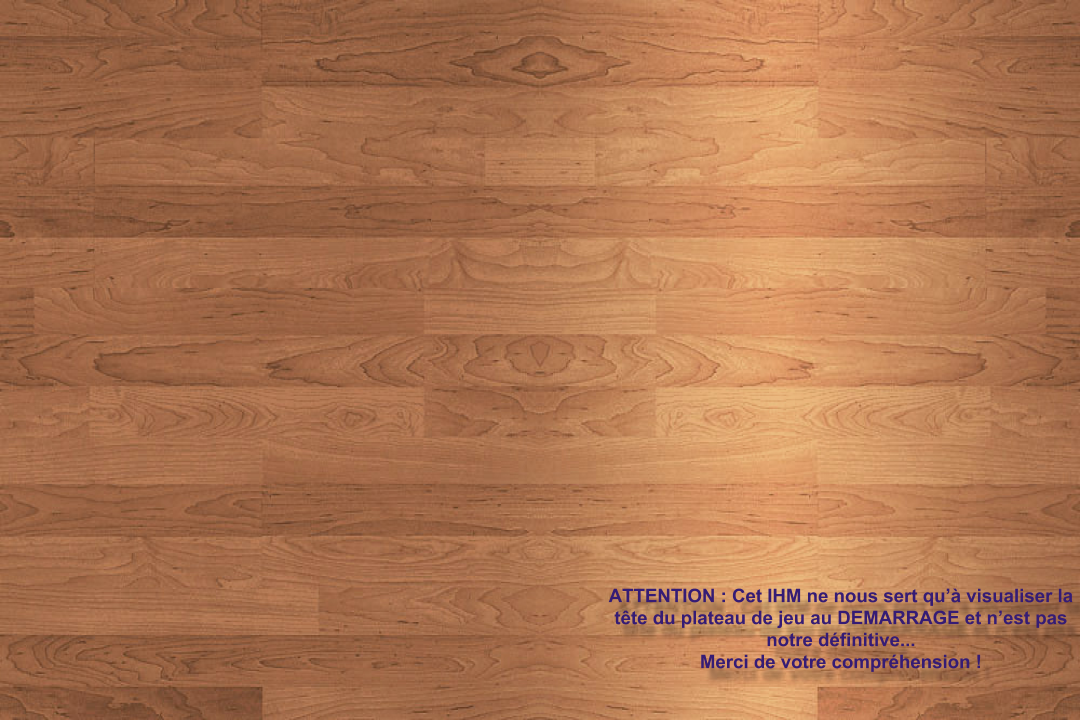 ATTENTION : Cet IHM ne nous sert qu’à visualiser la
tête du plateau de jeu au DEMARRAGE et n’est pas
notre définitive...
Merci de votre compréhension !